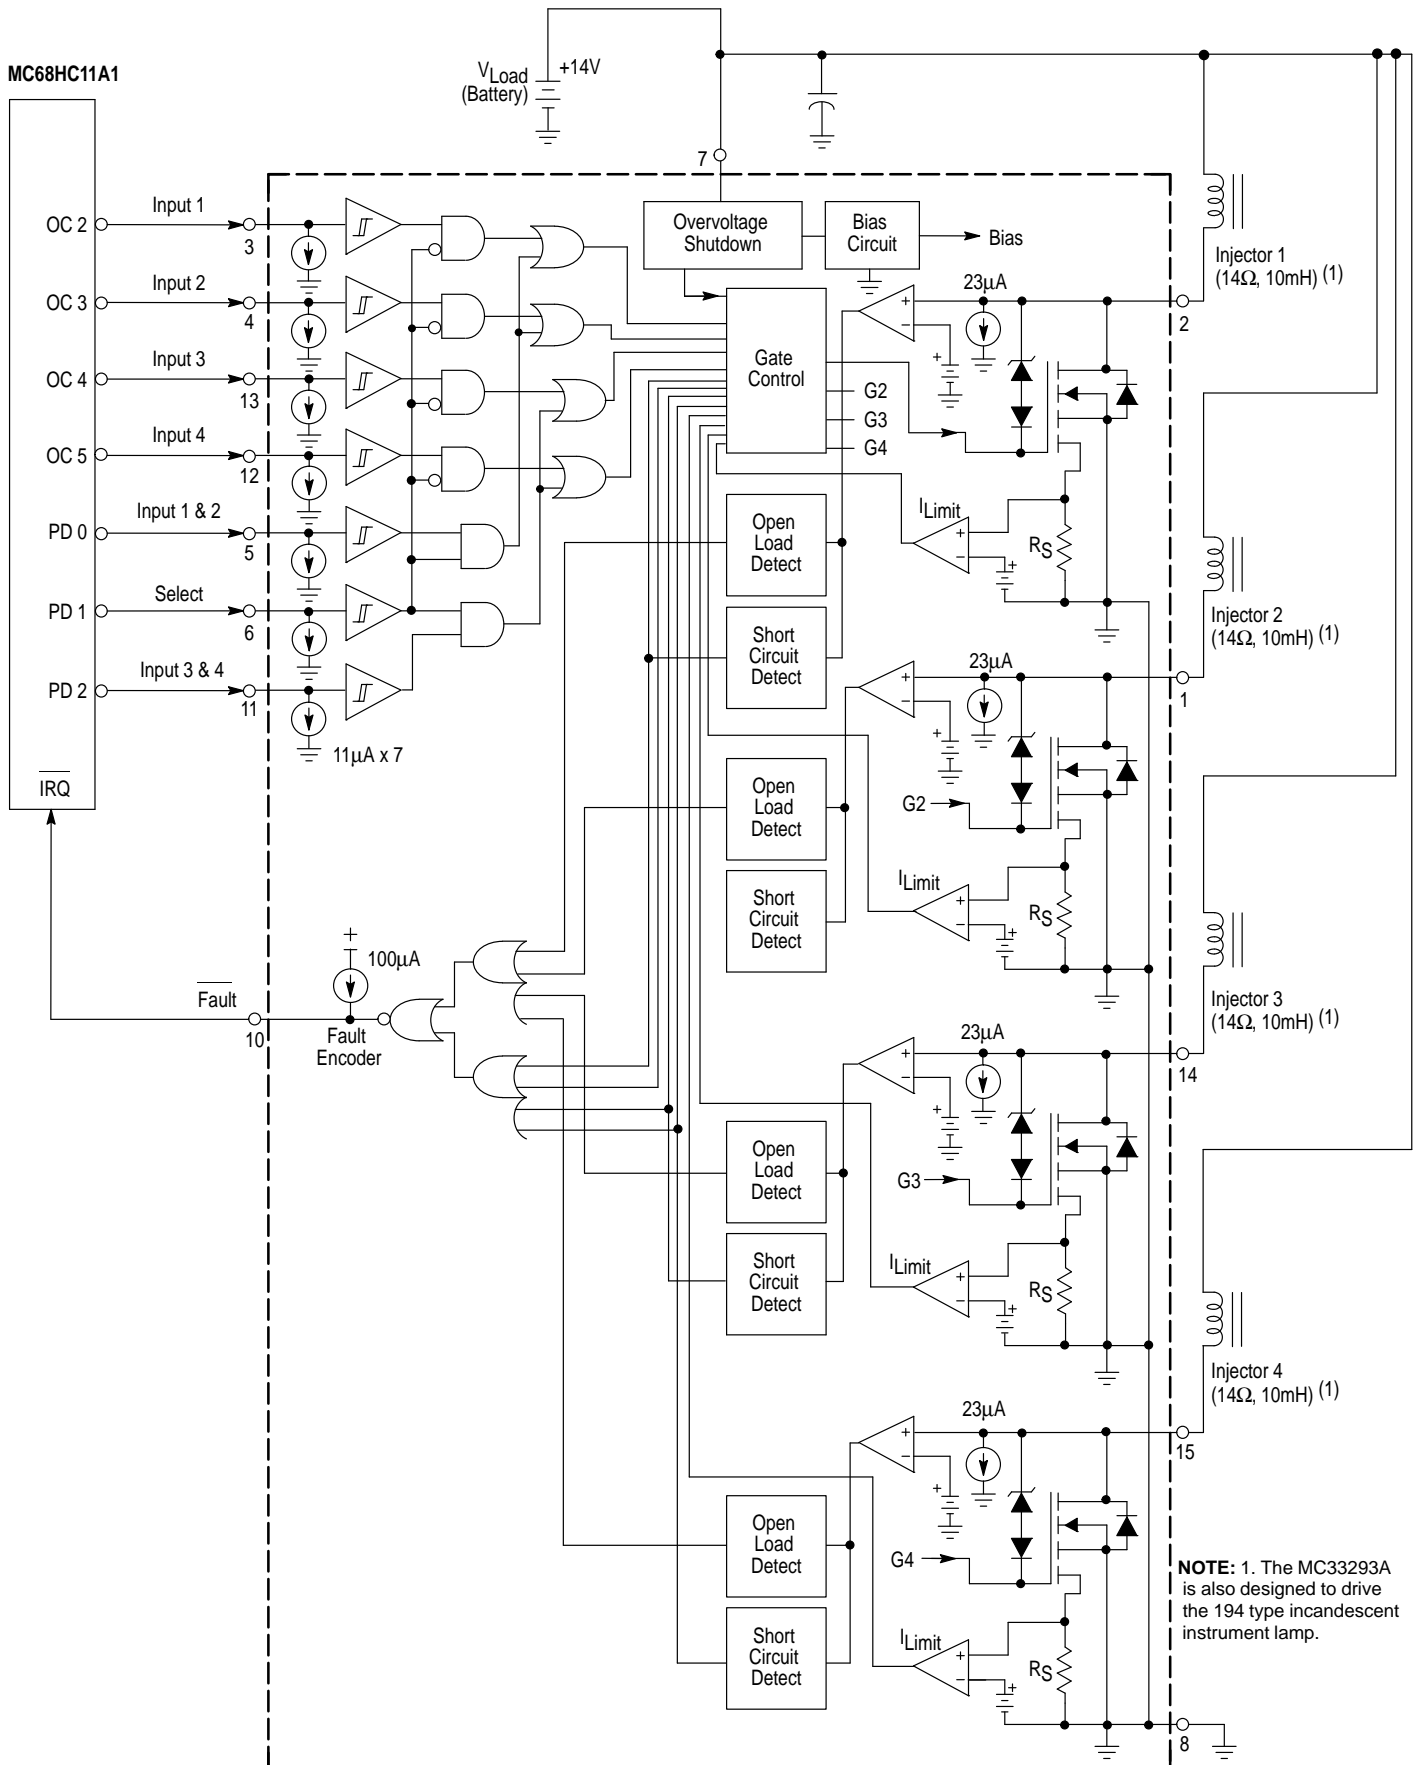 MC68HC11A1
VLoad
(Battery)
+14V
7
OC 2
Input 1
3
OC 3
Input 2
4
OC 4
Input 3
13
OC 5
Input 4
12
PD 0
Input 1 & 2
5
PD 1
Select
6
PD 2
Input 3 & 4
11
11µA x 7
IRQ
Overvoltage
Shutdown
Bias
Circuit
Bias
Gate
Control
G2
G3
G4
23µA
+
−
+
2
Injector 1
(14Ω, 10mH) (1)
Open
Load
Detect
Short
Circuit
Detect
ILimit
+
−
+
RS
23µA
+
−
+
1
Injector 2
(14Ω, 10mH) (1)
G2
Open
Load
Detect
Short
Circuit
Detect
ILimit
+
−
+
RS
Fault
10
+
100µA
Fault
Encoder
23µA
+
−
+
14
Injector 3
(14Ω, 10mH) (1)
G3
Open
Load
Detect
Short
Circuit
Detect
ILimit
+
−
+
RS
23µA
+
−
+
15
Injector 4
(14Ω, 10mH) (1)
G4
Open
Load
Detect
Short
Circuit
Detect
ILimit
+
−
+
RS
8
NOTE: 1. The MC33293A
is also designed to drive
the 194 type incandescent
instrument lamp.